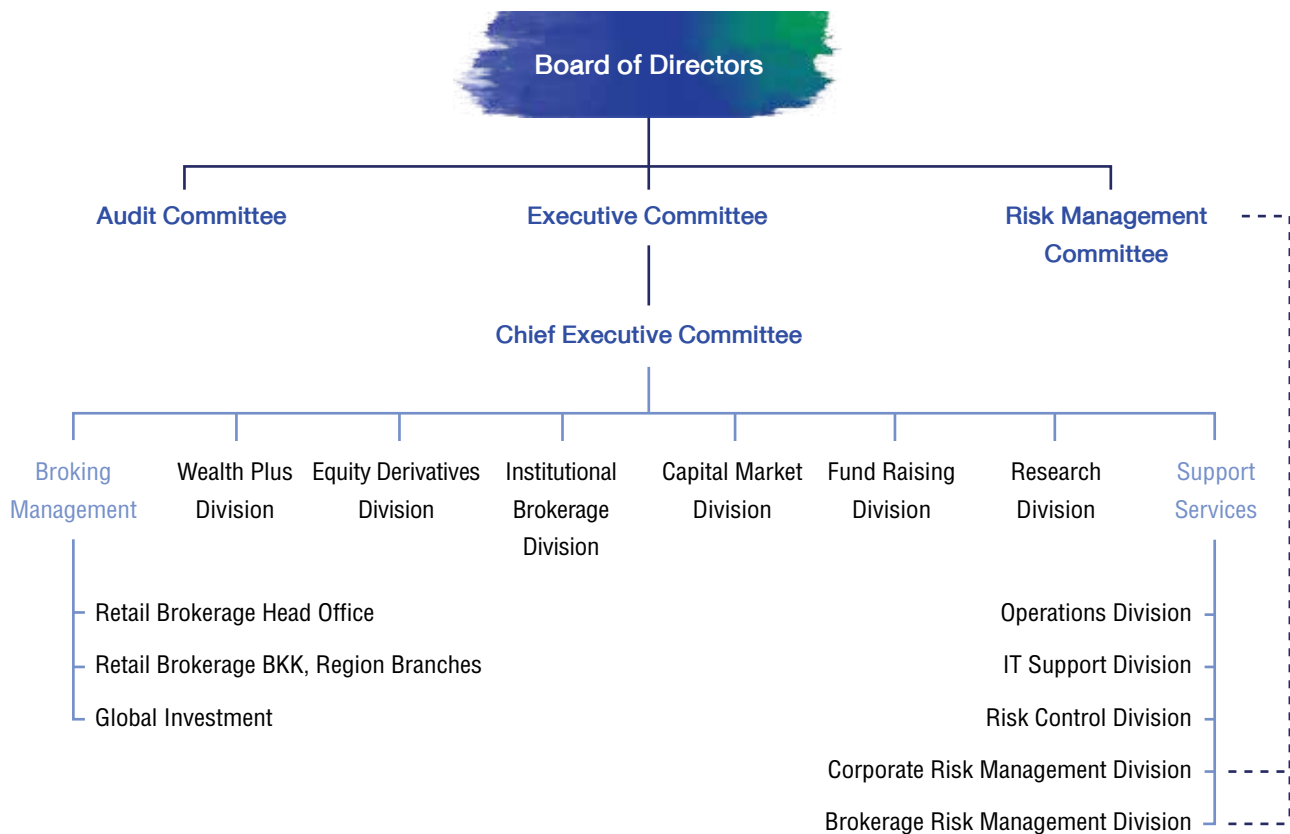 Board of Directors
Audit Committee
Executive Committee
Risk Management
Committee
Chief Executive Committee
Broking
Management
Wealth Plus
Division
Equity Derivatives
Division
Institutional
Brokerage
Division
Capital Market
Division
Fund Raising
Division
Research
Division
Support
Services
Retail Brokerage Head Office
Retail Brokerage BKK, Region Branches
Global Investment
Operations Division
IT Support Division
Risk Control Division
Corporate Risk Management Division
Brokerage Risk Management Division